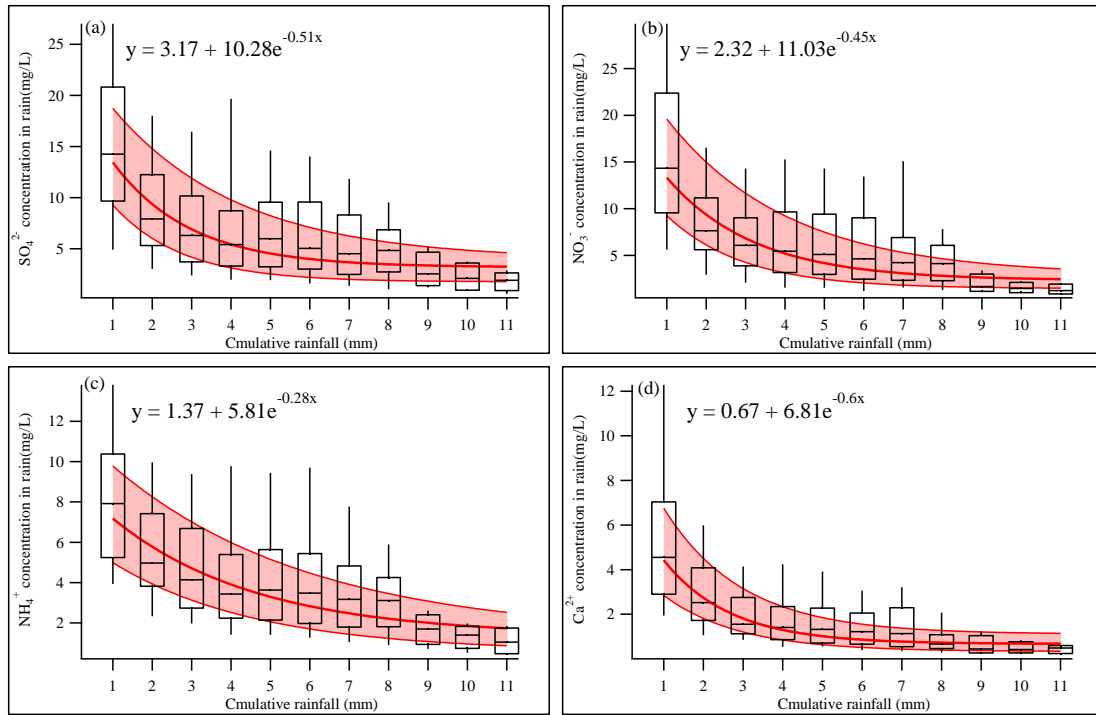 (a)
y = 3.17 + 10.28e^-0.51x
SO₄²⁻ concentration in rain(mg/L)
25
20
15
10
5
1 2 3 4 5 6 7 8 9 10 11
Cmulative rainfall (mm)
(b)
y = 2.32 + 11.03e^-0.45x
NO₃⁻ concentration in rain(mg/L)
25
20
15
10
5
1 2 3 4 5 6 7 8 9 10 11
Cmulative rainfall (mm)
(c)
y = 1.37 + 5.81e^-0.28x
NH₄⁺ concentration in rain(mg/L)
12
10
8
6
4
2
1 2 3 4 5 6 7 8 9 10 11
Cmulative rainfall (mm)
(d)
y = 0.67 + 6.81e^-0.6x
Ca²⁺ concentration in rain(mg/L)
12
10
8
6
4
2
1 2 3 4 5 6 7 8 9 10 11
Cmulative rainfall (mm)